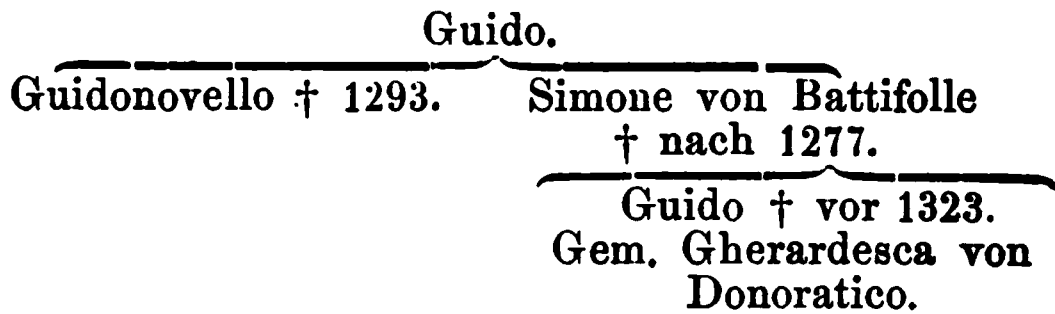 Guido.
Guidonovello † 1293. Simone von Battifolle
† nach 1277.
Guido † vor 1323.
Gem. Gherardesca von
Donoratico.